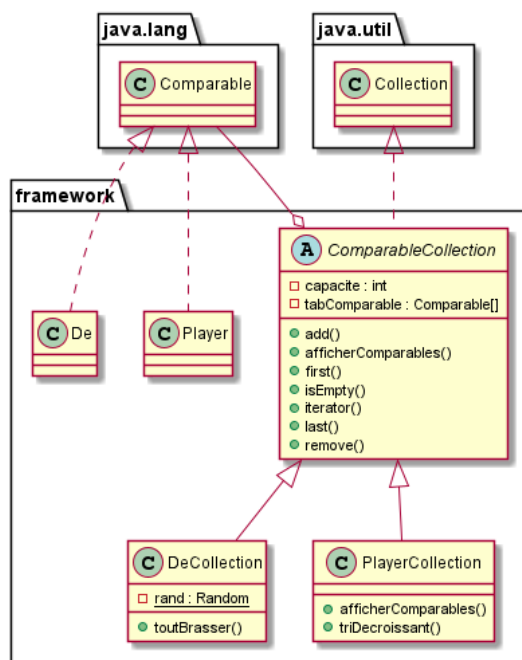 java.lang
java.util
C Comparable
C Collection
framework
A ComparableCollection
capacite : int
tabComparable : Comparable[]
add()
afficherComparables()
first()
isEmpty()
iterator()
last()
remove()
C De
C Player
C DeCollection
rand : Random
toutBrasser()
C PlayerCollection
afficherComparables()
triDecroissant()